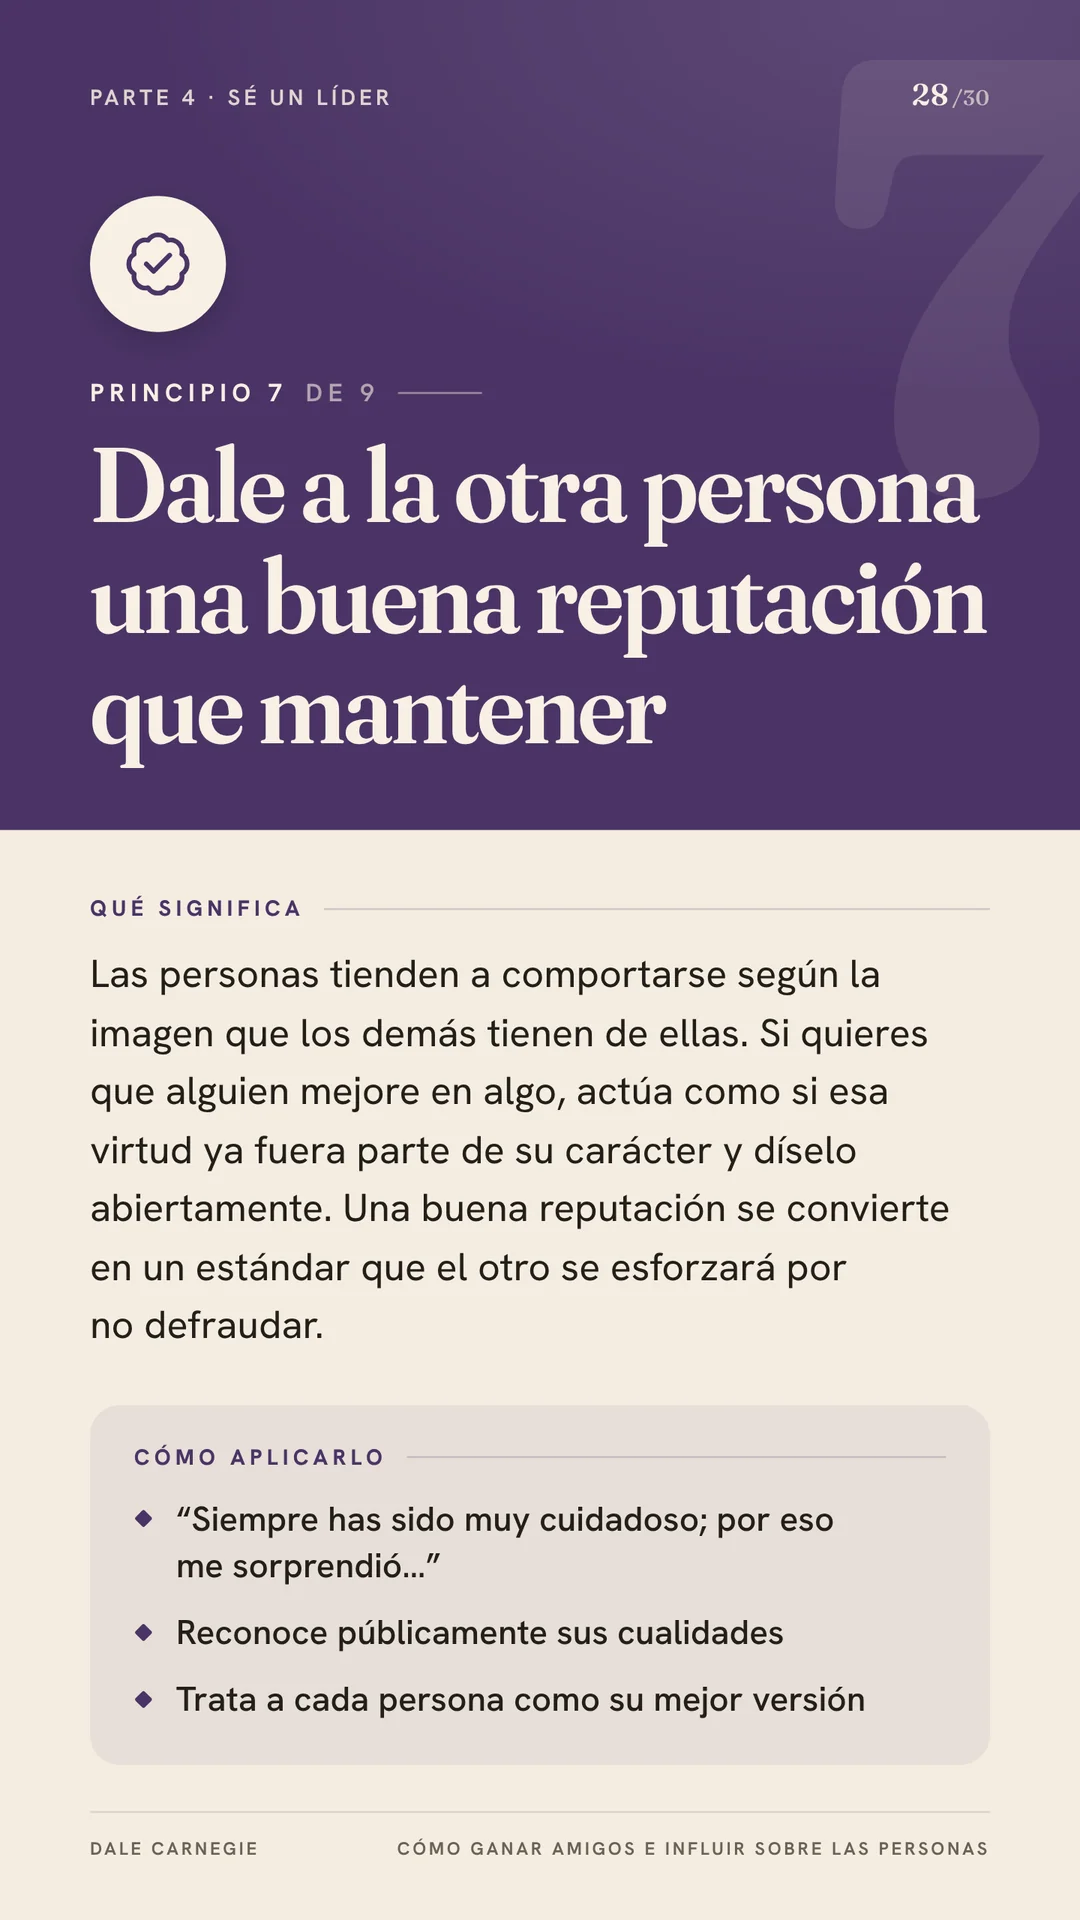 PARTE 4 · SÉ UN LÍDER
28/30
7
PRINCIPIO 7 DE 9
Dale a la otra persona
una buena reputación
que mantener
QUÉ SIGNIFICA
Las personas tienden a comportarse según la
imagen que los demás tienen de ellas. Si quieres
que alguien mejore en algo, actúa como si esa
virtud ya fuera parte de su carácter y díselo
abiertamente. Una buena reputación se convierte
en un estándar que el otro se esforzará por
no defraudar.
CÓMO APLICARLO
“Siempre has sido muy cuidadoso; por eso
me sorprendió...”
Reconoce públicamente sus cualidades
Trata a cada persona como su mejor versión
DALE CARNEGIE
CÓMO GANAR AMIGOS E INFLUIR SOBRE LAS PERSONAS